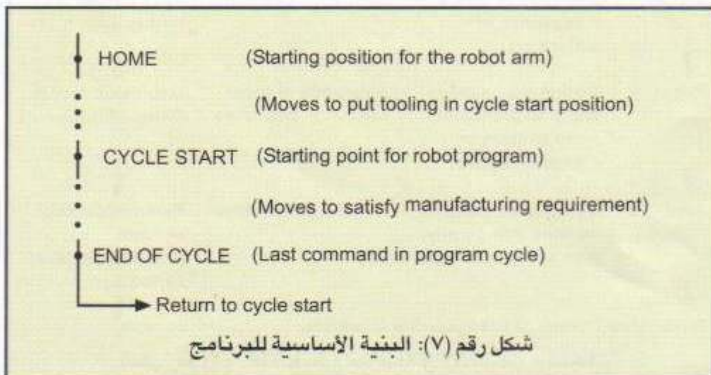 HOME (Starting position for the robot arm)
(Moves to put tooling in cycle start position)
CYCLE START (Starting point for robot program)
(Moves to satisfy manufacturing requirement)
END OF CYCLE (Last command in program cycle)
Return to cycle start
شكل رقم (٧): البنية الأساسية للبرنامج